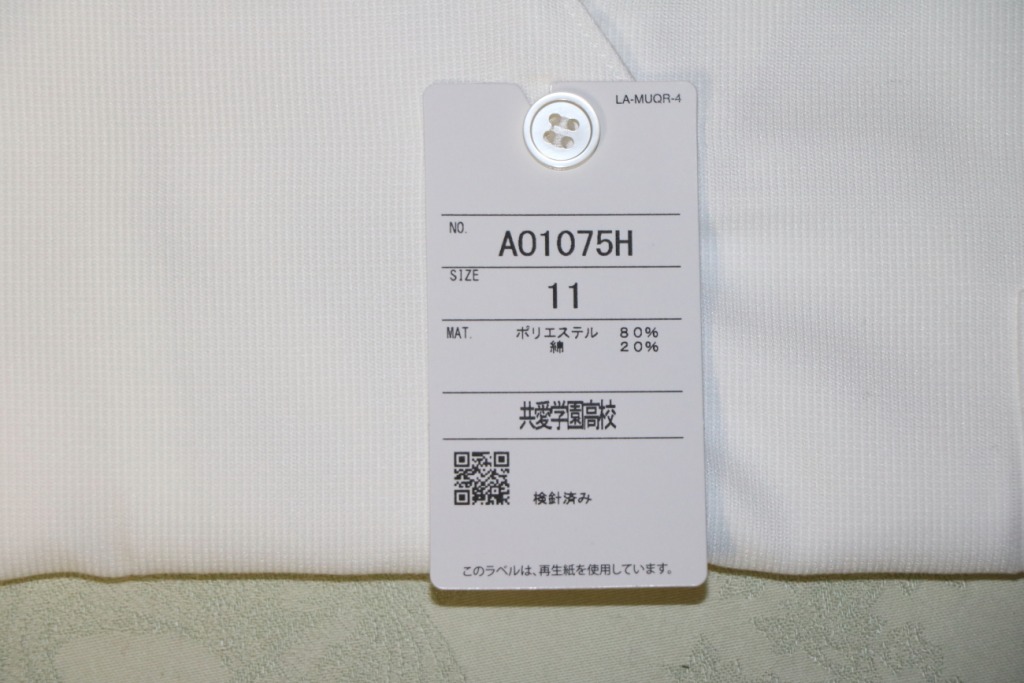 LA-MUQR-4
NO.
A01075H
SIZE
11
MAT. ポリエステル 80%
綿 20%
共愛学園高校
検針済み
このラベルは、再生紙を使用しています。